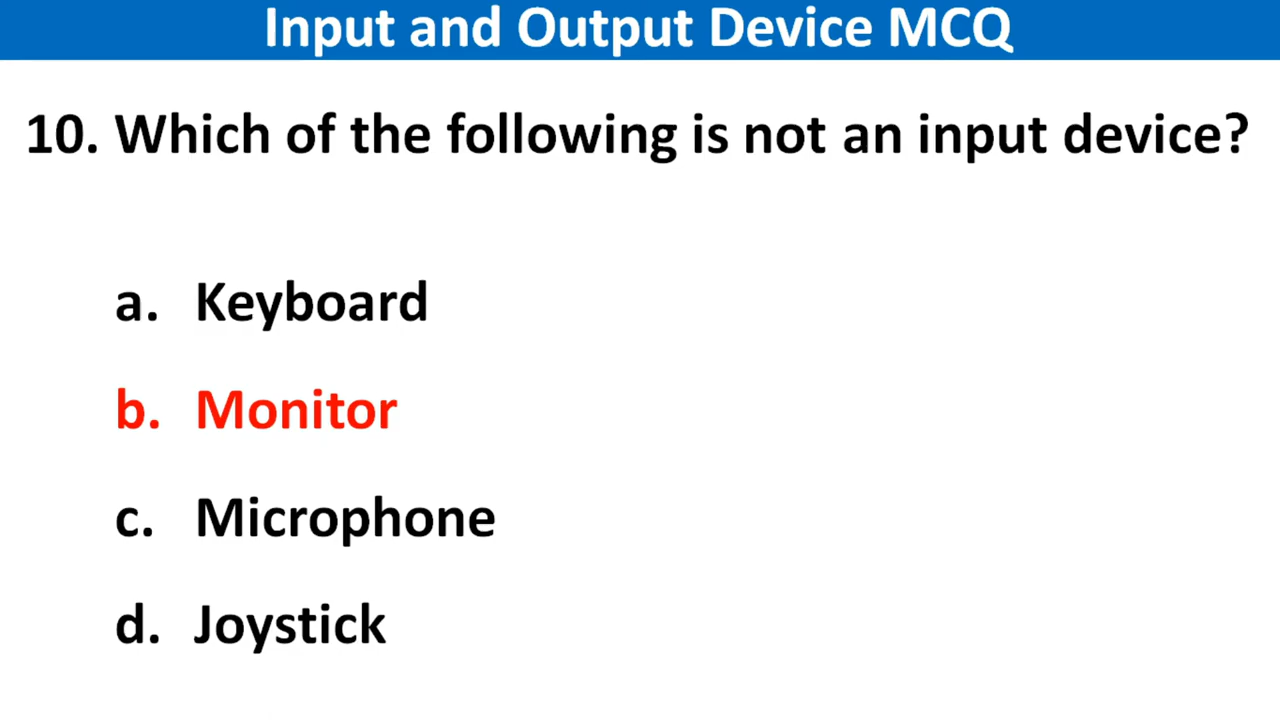 Input and Output Device MCQ
10. Which of the following is not an input device?
a. Keyboard
b. Monitor
c. Microphone
d. Joystick